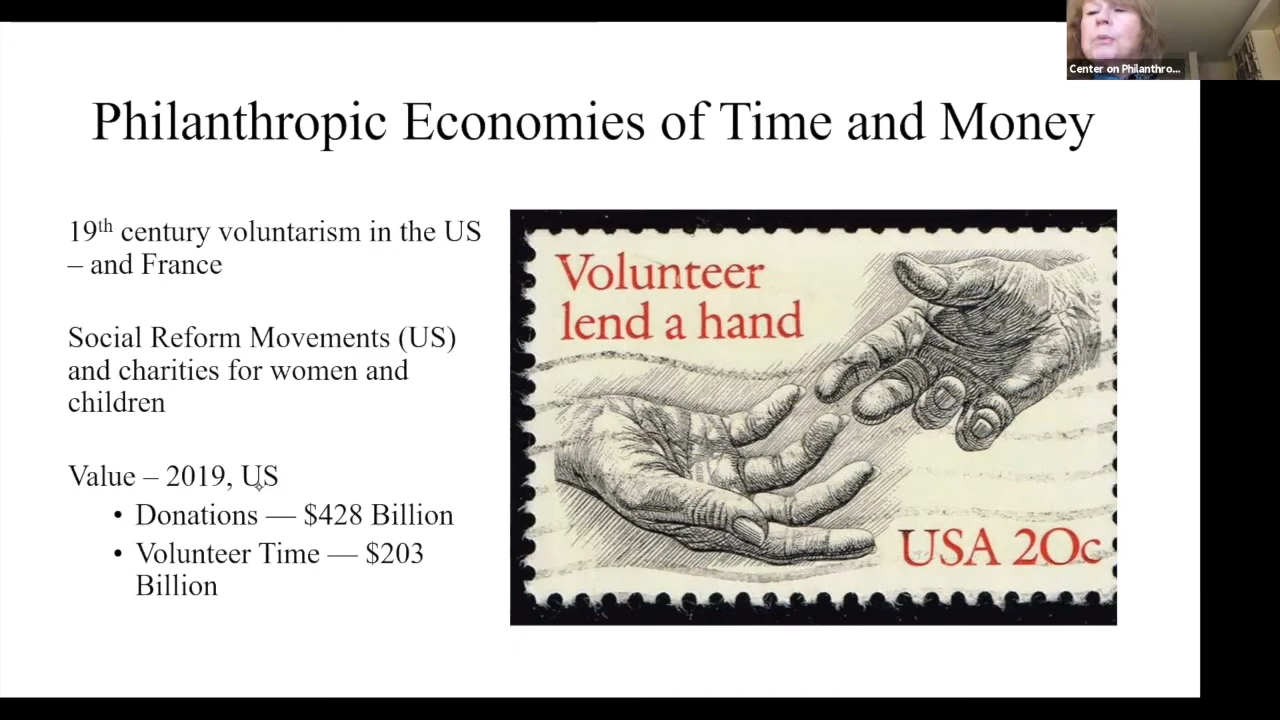 Center on Philanthro...
Philanthropic Economies of Time and Money
19th century voluntarism in the US
– and France
Social Reform Movements (US)
and charities for women and
children
Value – 2019, US
• Donations — $428 Billion
• Volunteer Time — $203
Billion
Volunteer
lend a hand
USA 20c